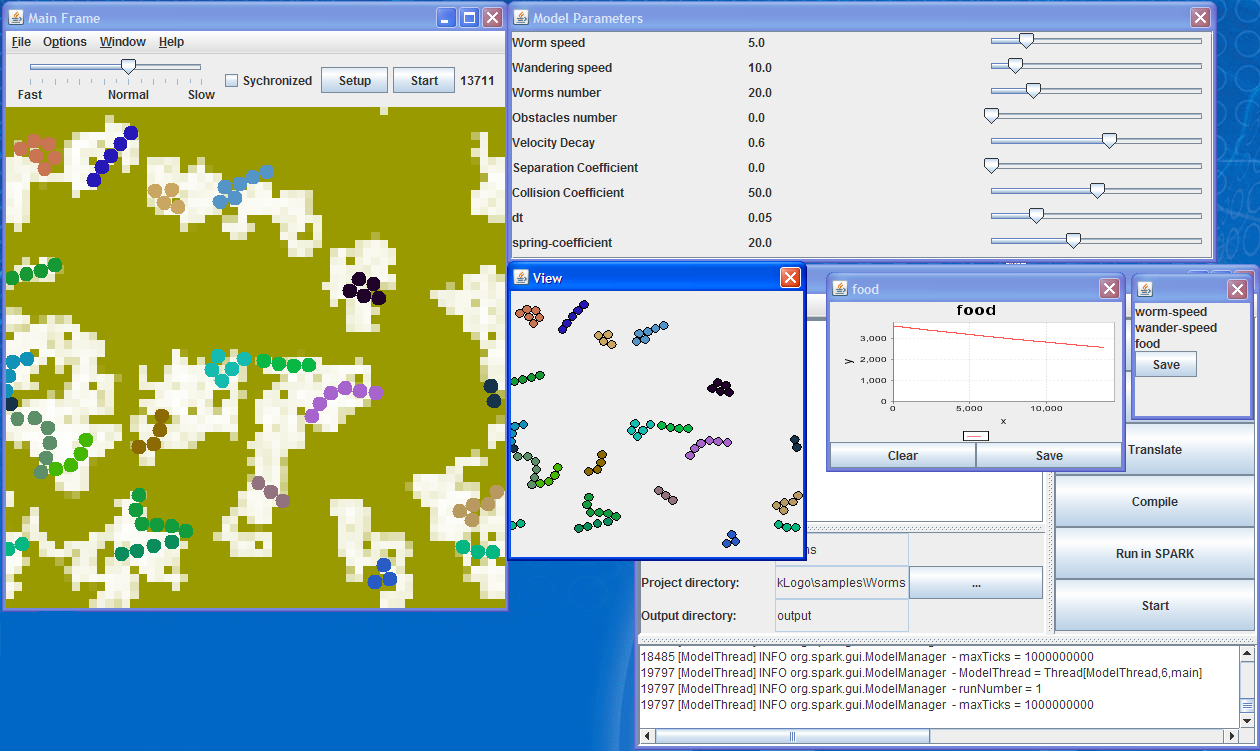 Main Frame
File Options Window Help
Sychronized
Setup
Start
13711
Fast Normal Slow
Model Parameters
Worm speed 5.0
Wandering speed 10.0
Worms number 20.0
Obstacles number 0.0
Velocity Decay 0.6
Separation Coefficient 0.0
Collision Coefficient 50.0
dt 0.05
spring-coefficient 20.0
View
food
food
3,000
2,000
1,000
0
y
0 5,000 10,000
x
Clear Save
worm-speed
wander-speed
food
Save
Translate
Compile
Run in SPARK
Start
Project directory: kLogo\samples\Worms ...
Output directory: output
18485 [ModelThread] INFO org.spark.gui.ModelManager - maxTicks = 1000000000
19797 [ModelThread] INFO org.spark.gui.ModelManager - ModelThread = Thread[ModelThread,6,main]
19797 [ModelThread] INFO org.spark.gui.ModelManager - runNumber = 1
19797 [ModelThread] INFO org.spark.gui.ModelManager - maxTicks = 1000000000